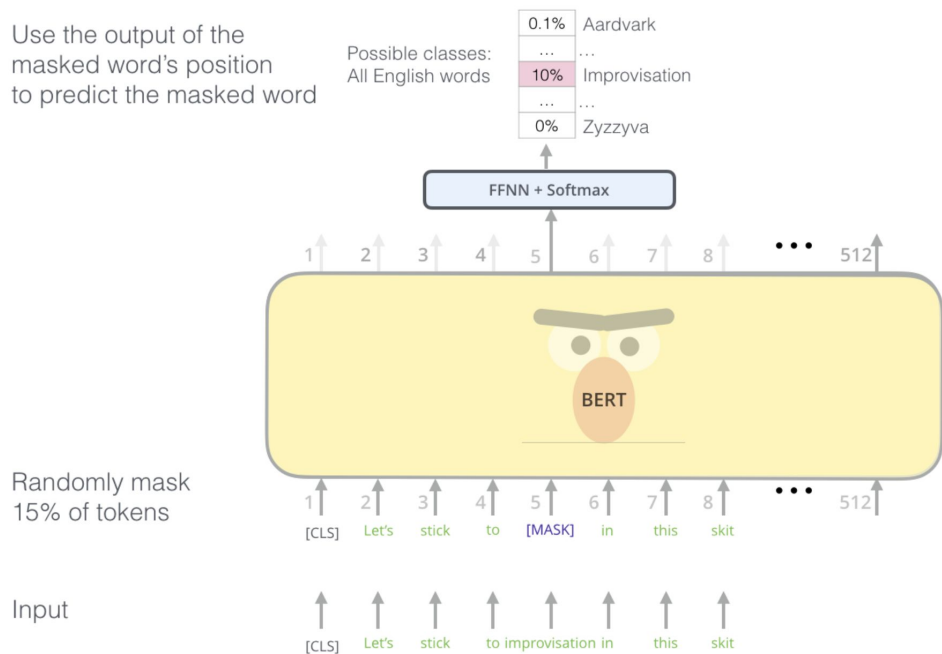 Use the output of the
masked word's position
to predict the masked word
Possible classes:
All English words
0.1% Aardvark
... ...
10% Improvisation
... ...
0% Zyzzyva
FFNN + Softmax
1 2 3 4 5 6 7 8 ••• 512
BERT
Randomly mask
15% of tokens
1 2 3 4 5 6 7 8 ••• 512
[CLS] Let's stick to [MASK] in this skit
Input
[CLS] Let's stick to improvisation in this skit